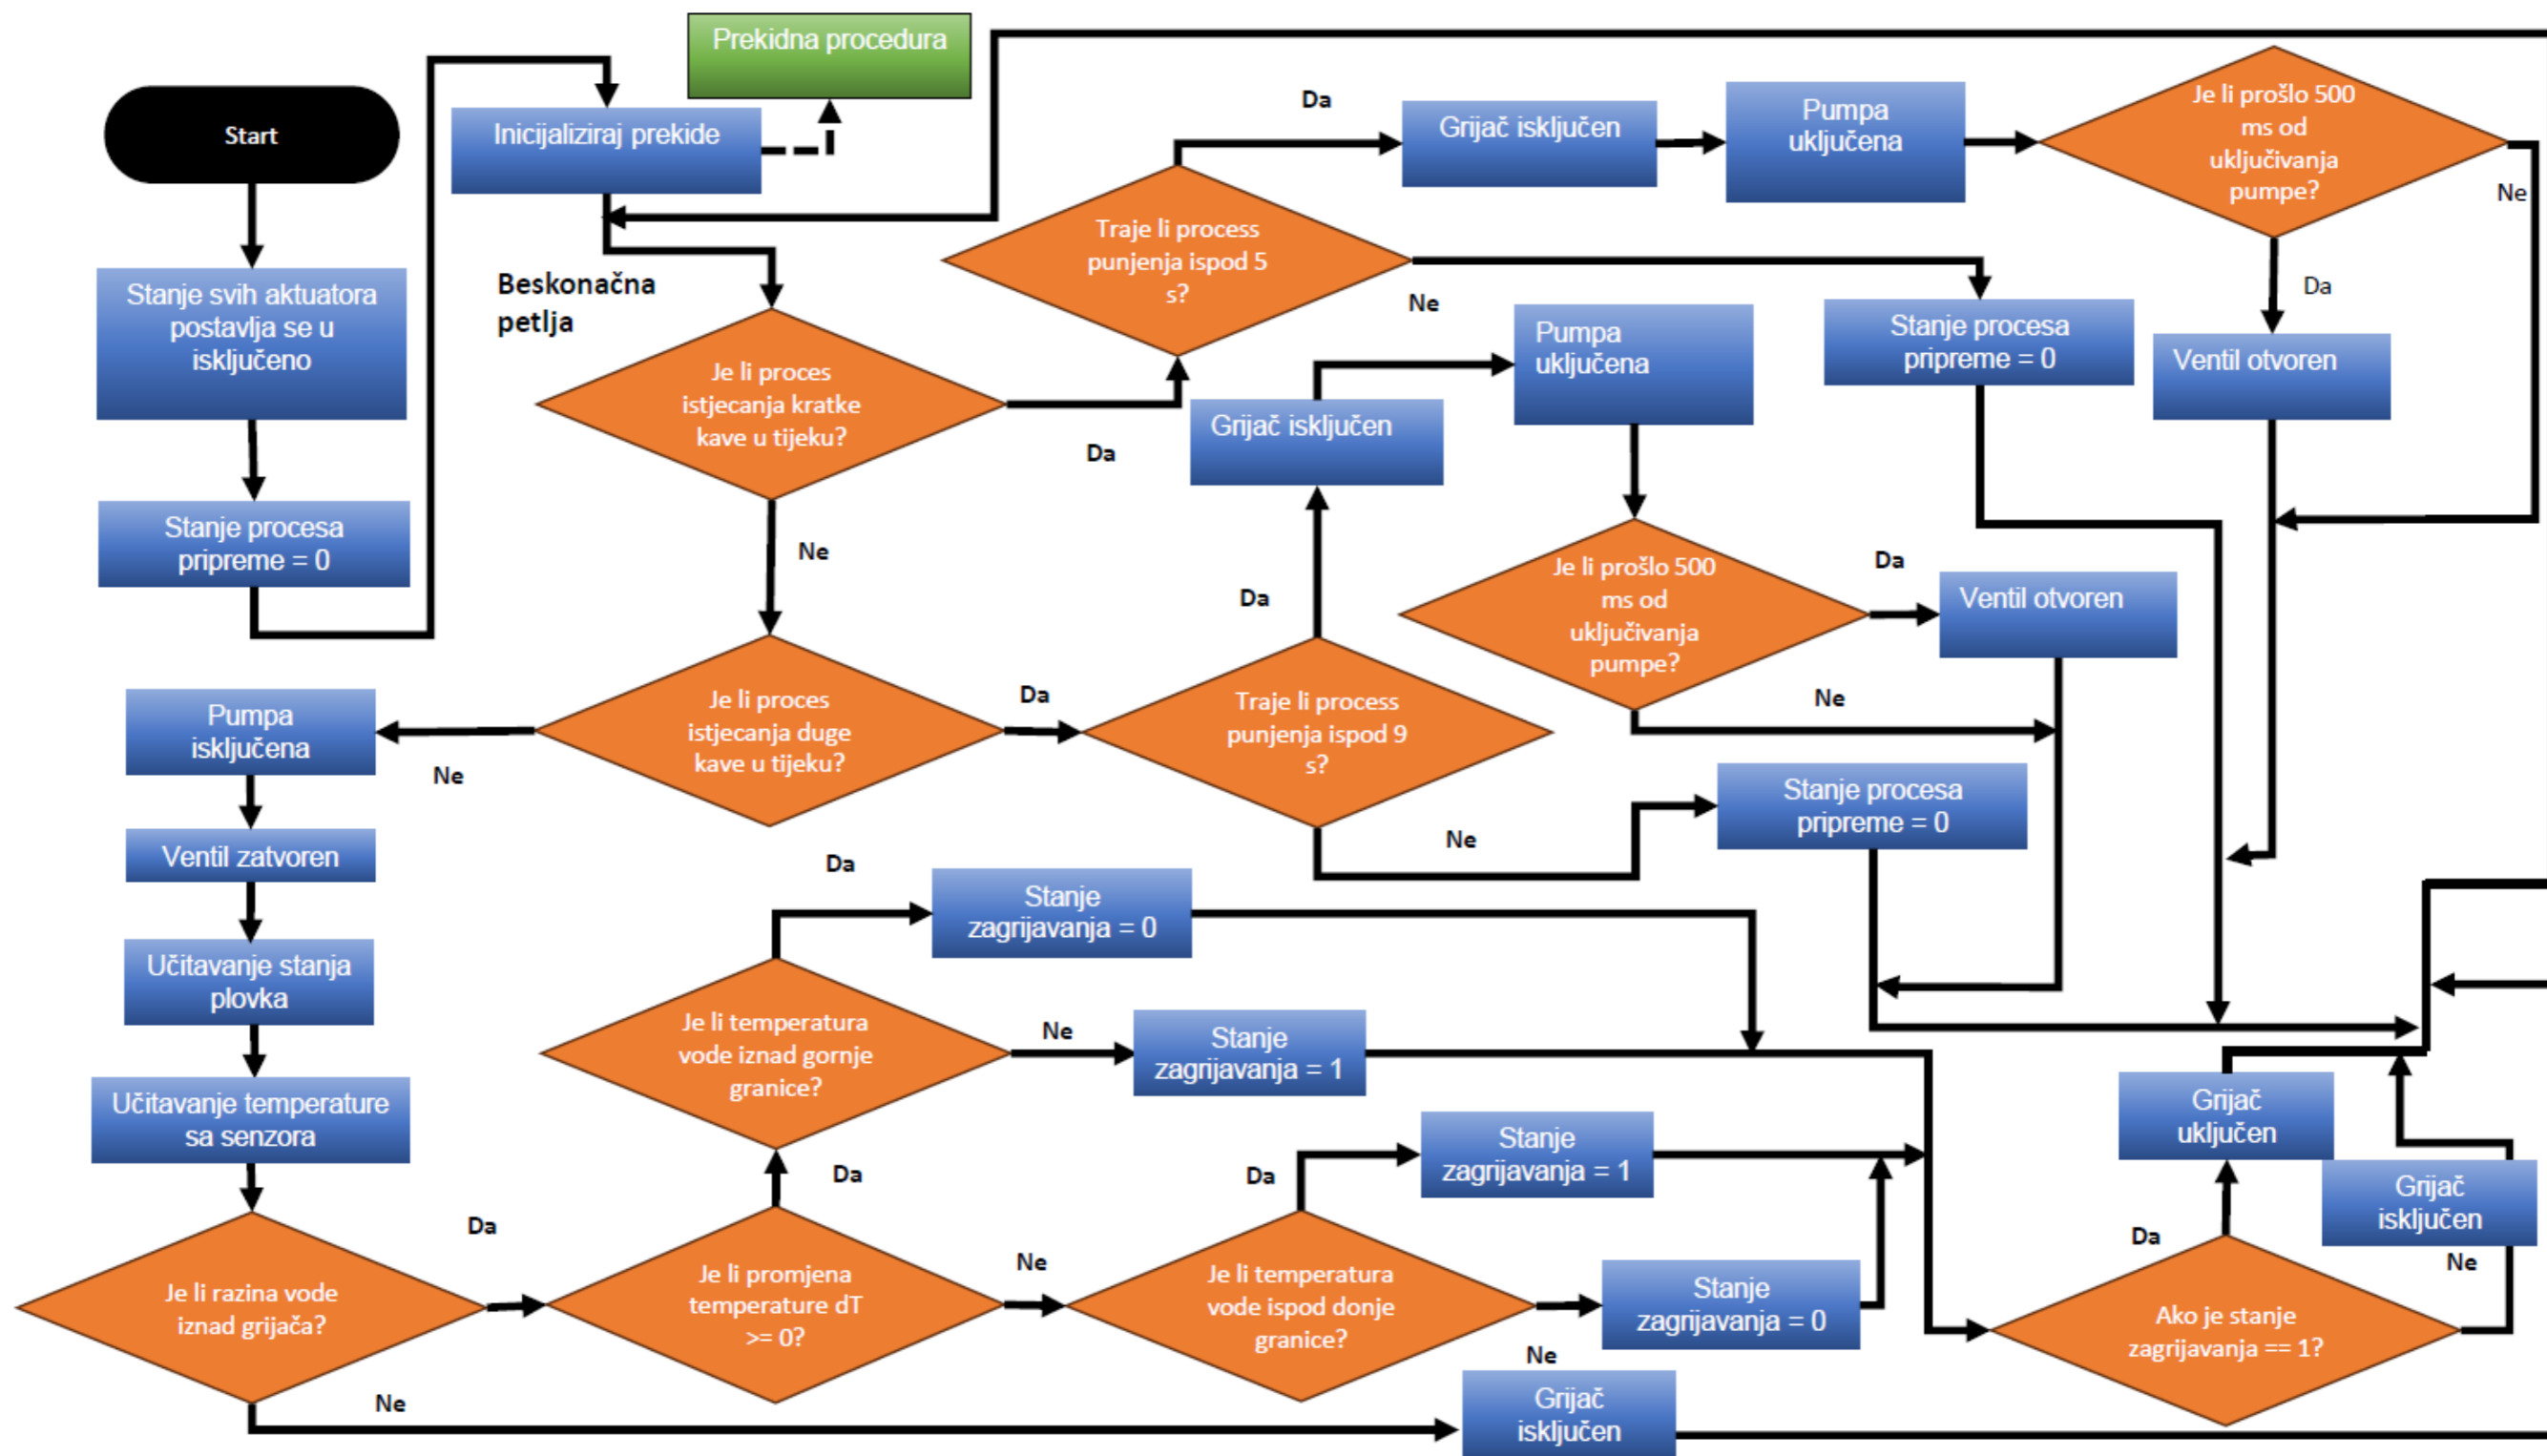 Start
Stanje svih aktuatora
postavlja se u
isključeno
Stanje procesa
pripreme = 0
Inicijaliziraj prekide
Prekidna procedura
Beskonačna
petlja
Je li proces
istjecanja kratke
kave u tijeku?
Da
Ne
Traje li process
punjenja ispod 5
s?
Da
Ne
Grijač isključen
Pumpa
uključena
Je li prošlo 500
ms od
uključivanja
pumpe?
Ne
Da
Ventil otvoren
Stanje procesa
pripreme = 0
Je li proces
istjecanja duge
kave u tijeku?
Da
Ne
Traje li process
punjenja ispod 9
s?
Da
Ne
Grijač isključen
Pumpa
uključena
Je li prošlo 500
ms od
uključivanja
pumpe?
Da
Ne
Ventil otvoren
Stanje procesa
pripreme = 0
Pumpa
isključena
Ventil zatvoren
Učitavanje stanja
plovka
Učitavanje temperature
sa senzora
Je li razina vode
iznad grijača?
Da
Ne
Je li promjena
temperature dT
>= 0?
Da
Ne
Je li temperatura
vode iznad gornje
granice?
Da
Ne
Stanje
zagrijavanja = 0
Stanje
zagrijavanja = 1
Je li temperatura
vode ispod donje
granice?
Da
Ne
Stanje
zagrijavanja = 1
Stanje
zagrijavanja = 0
Grijač
isključen
Ako je stanje
zagrijavanja == 1?
Da
Ne
Grijač
uključen
Grijač
isključen